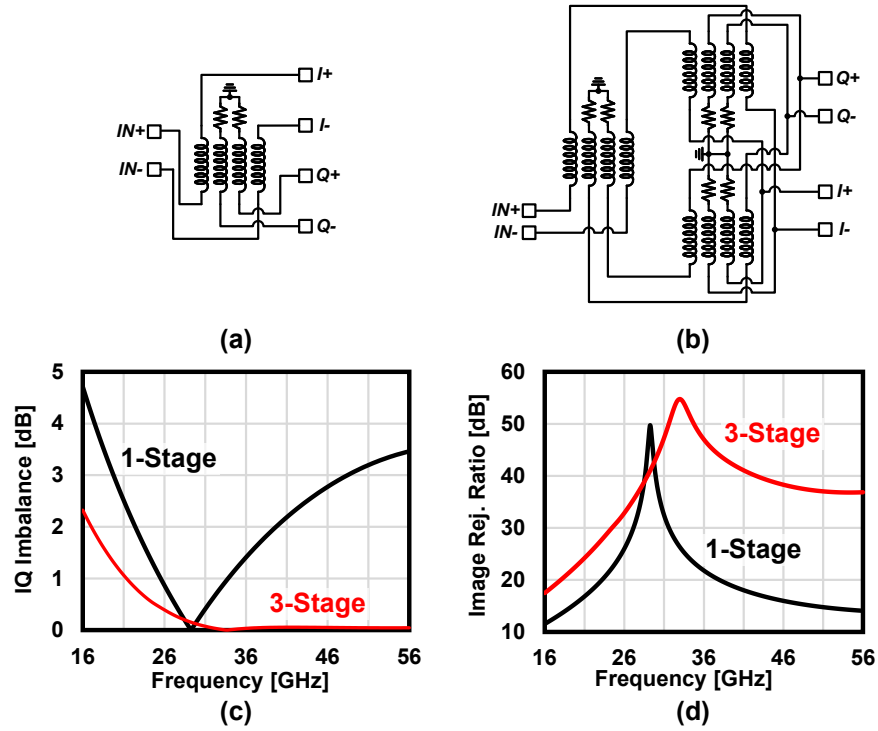 I+
IN+
I-
IN-
Q+
Q-
(a)
Q+
Q-
I+
IN+
IN-
I-
(b)
IQ Imbalance [dB]
5
4
3
2
1
0
1-Stage
3-Stage
16
26
36
46
56
Frequency [GHz]
(c)
Image Rej. Ratio [dB]
60
50
40
30
20
10
3-Stage
1-Stage
16
26
36
46
56
Frequency [GHz]
(d)